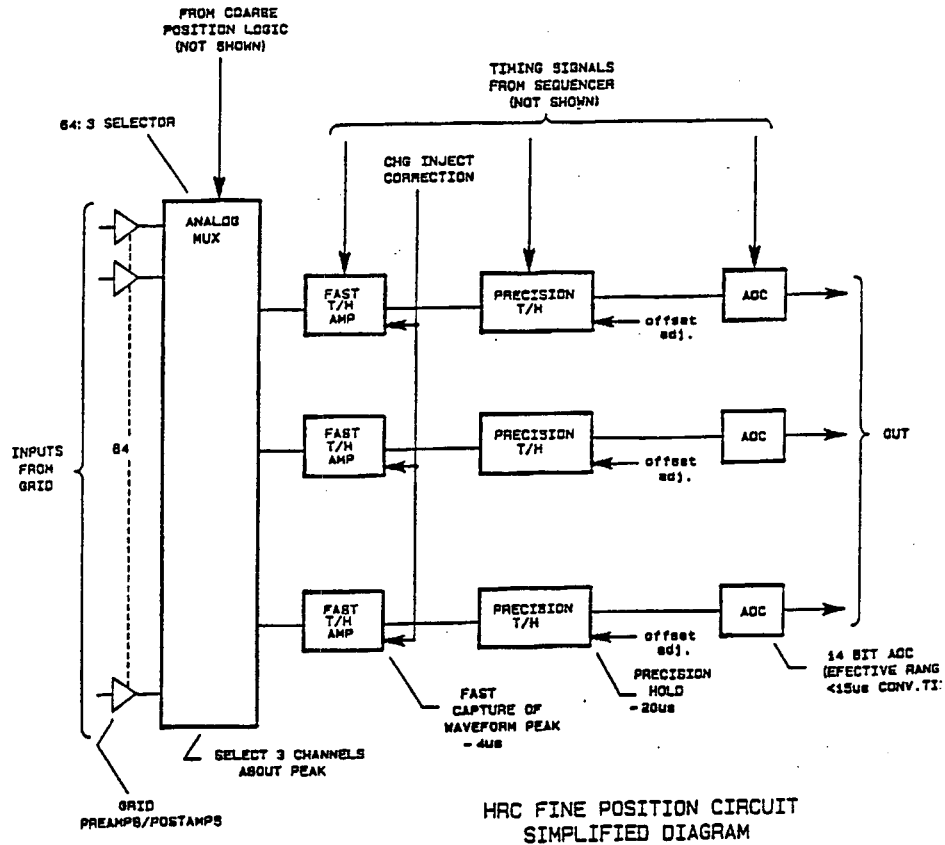 FROM COARSE
POSITION LOGIC
(NOT SHOWN)
TIMING SIGNALS
FROM SEQUENCER
(NOT SHOWN)
64:3 SELECTOR
CHG INJECT
CORRECTION
ANALOG
MUX
FAST
T/H
AMP
PRECISION
T/H
ADC
offset
adj.
INPUTS
FROM
GRID
64
FAST
T/H
AMP
PRECISION
T/H
ADC
offset
adj.
OUT
FAST
T/H
AMP
PRECISION
T/H
ADC
offset
adj.
SELECT 3 CHANNELS
ABOUT PEAK
FAST
CAPTURE OF
WAVEFORM PEAK
~4us
PRECISION
HOLD
~20us
14 BIT ADC
(EFECTIVE RANG
<15us CONV.TI
GRID
PREAMPS/POSTAMPS
HRC FINE POSITION CIRCUIT
SIMPLIFIED DIAGRAM